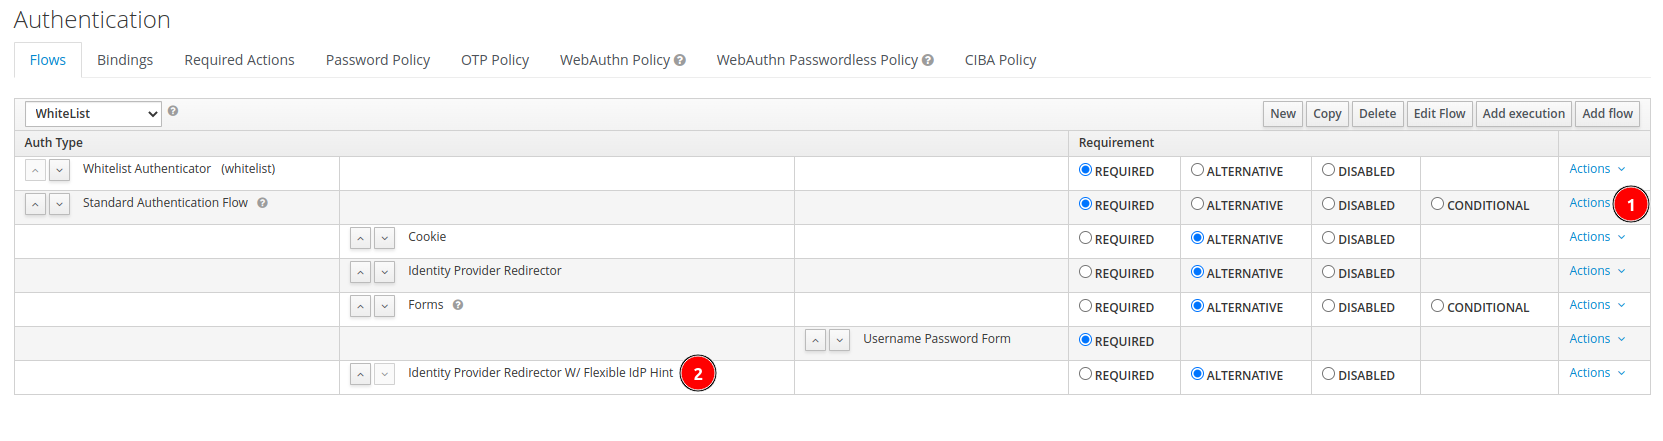 Authentication
Flows Bindings Required Actions Password Policy OTP Policy WebAuthn Policy ? WebAuthn Passwordless Policy ? CIBA Policy
WhiteList ? New Copy Delete Edit Flow Add execution Add flow
Auth Type Requirement
Whitelist Authenticator (whitelist) REQUIRED ALTERNATIVE DISABLED Actions
Standard Authentication Flow ? REQUIRED ALTERNATIVE DISABLED CONDITIONAL Actions 1
Cookie REQUIRED ALTERNATIVE DISABLED Actions
Identity Provider Redirector REQUIRED ALTERNATIVE DISABLED Actions
Forms ? REQUIRED ALTERNATIVE DISABLED CONDITIONAL Actions
Username Password Form REQUIRED Actions
Identity Provider Redirector W/ Flexible IdP Hint 2 REQUIRED ALTERNATIVE DISABLED Actions